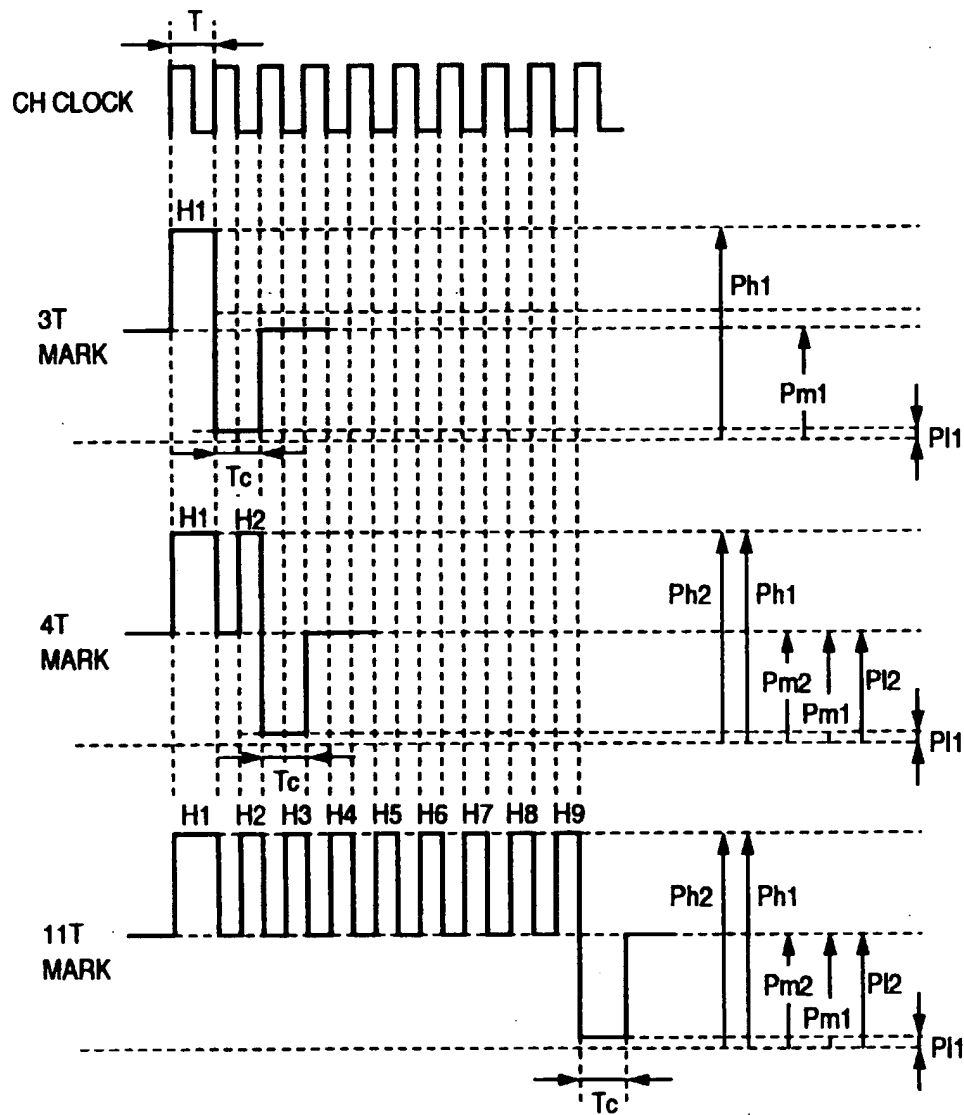 T
CH CLOCK
H1
Ph1
3T
MARK
Pm1
Pl1
Tc
H1 H2
Ph2 Ph1
4T
MARK
Pm2 Pm1 Pl2
Pl1
Tc
H1 H2 H3 H4 H5 H6 H7 H8 H9
Ph2 Ph1
11T
MARK
Pm2 Pm1 Pl2
Pl1
Tc